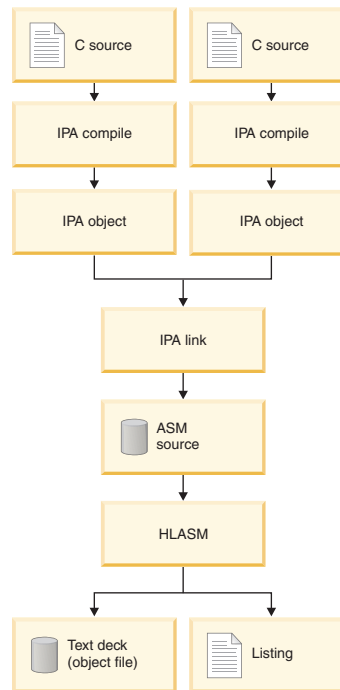 C source
C source
IPA compile
IPA compile
IPA object
IPA object
IPA link
ASM
source
HLASM
Text deck
(object file)
Listing